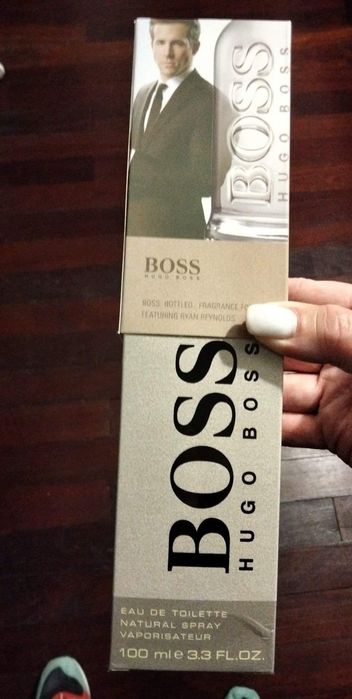 BOSS
HUGO BOSS
BOSS
HUGO BOSS
BOSS. BOTTLED. FRAGRANCE
FEATURING RYAN REYNOLDS
BOSS
HUGO BOSS
EAU DE TOILETTE
NATURAL SPRAY
VAPORISATEUR
100 ml e 3.3 FL.OZ.